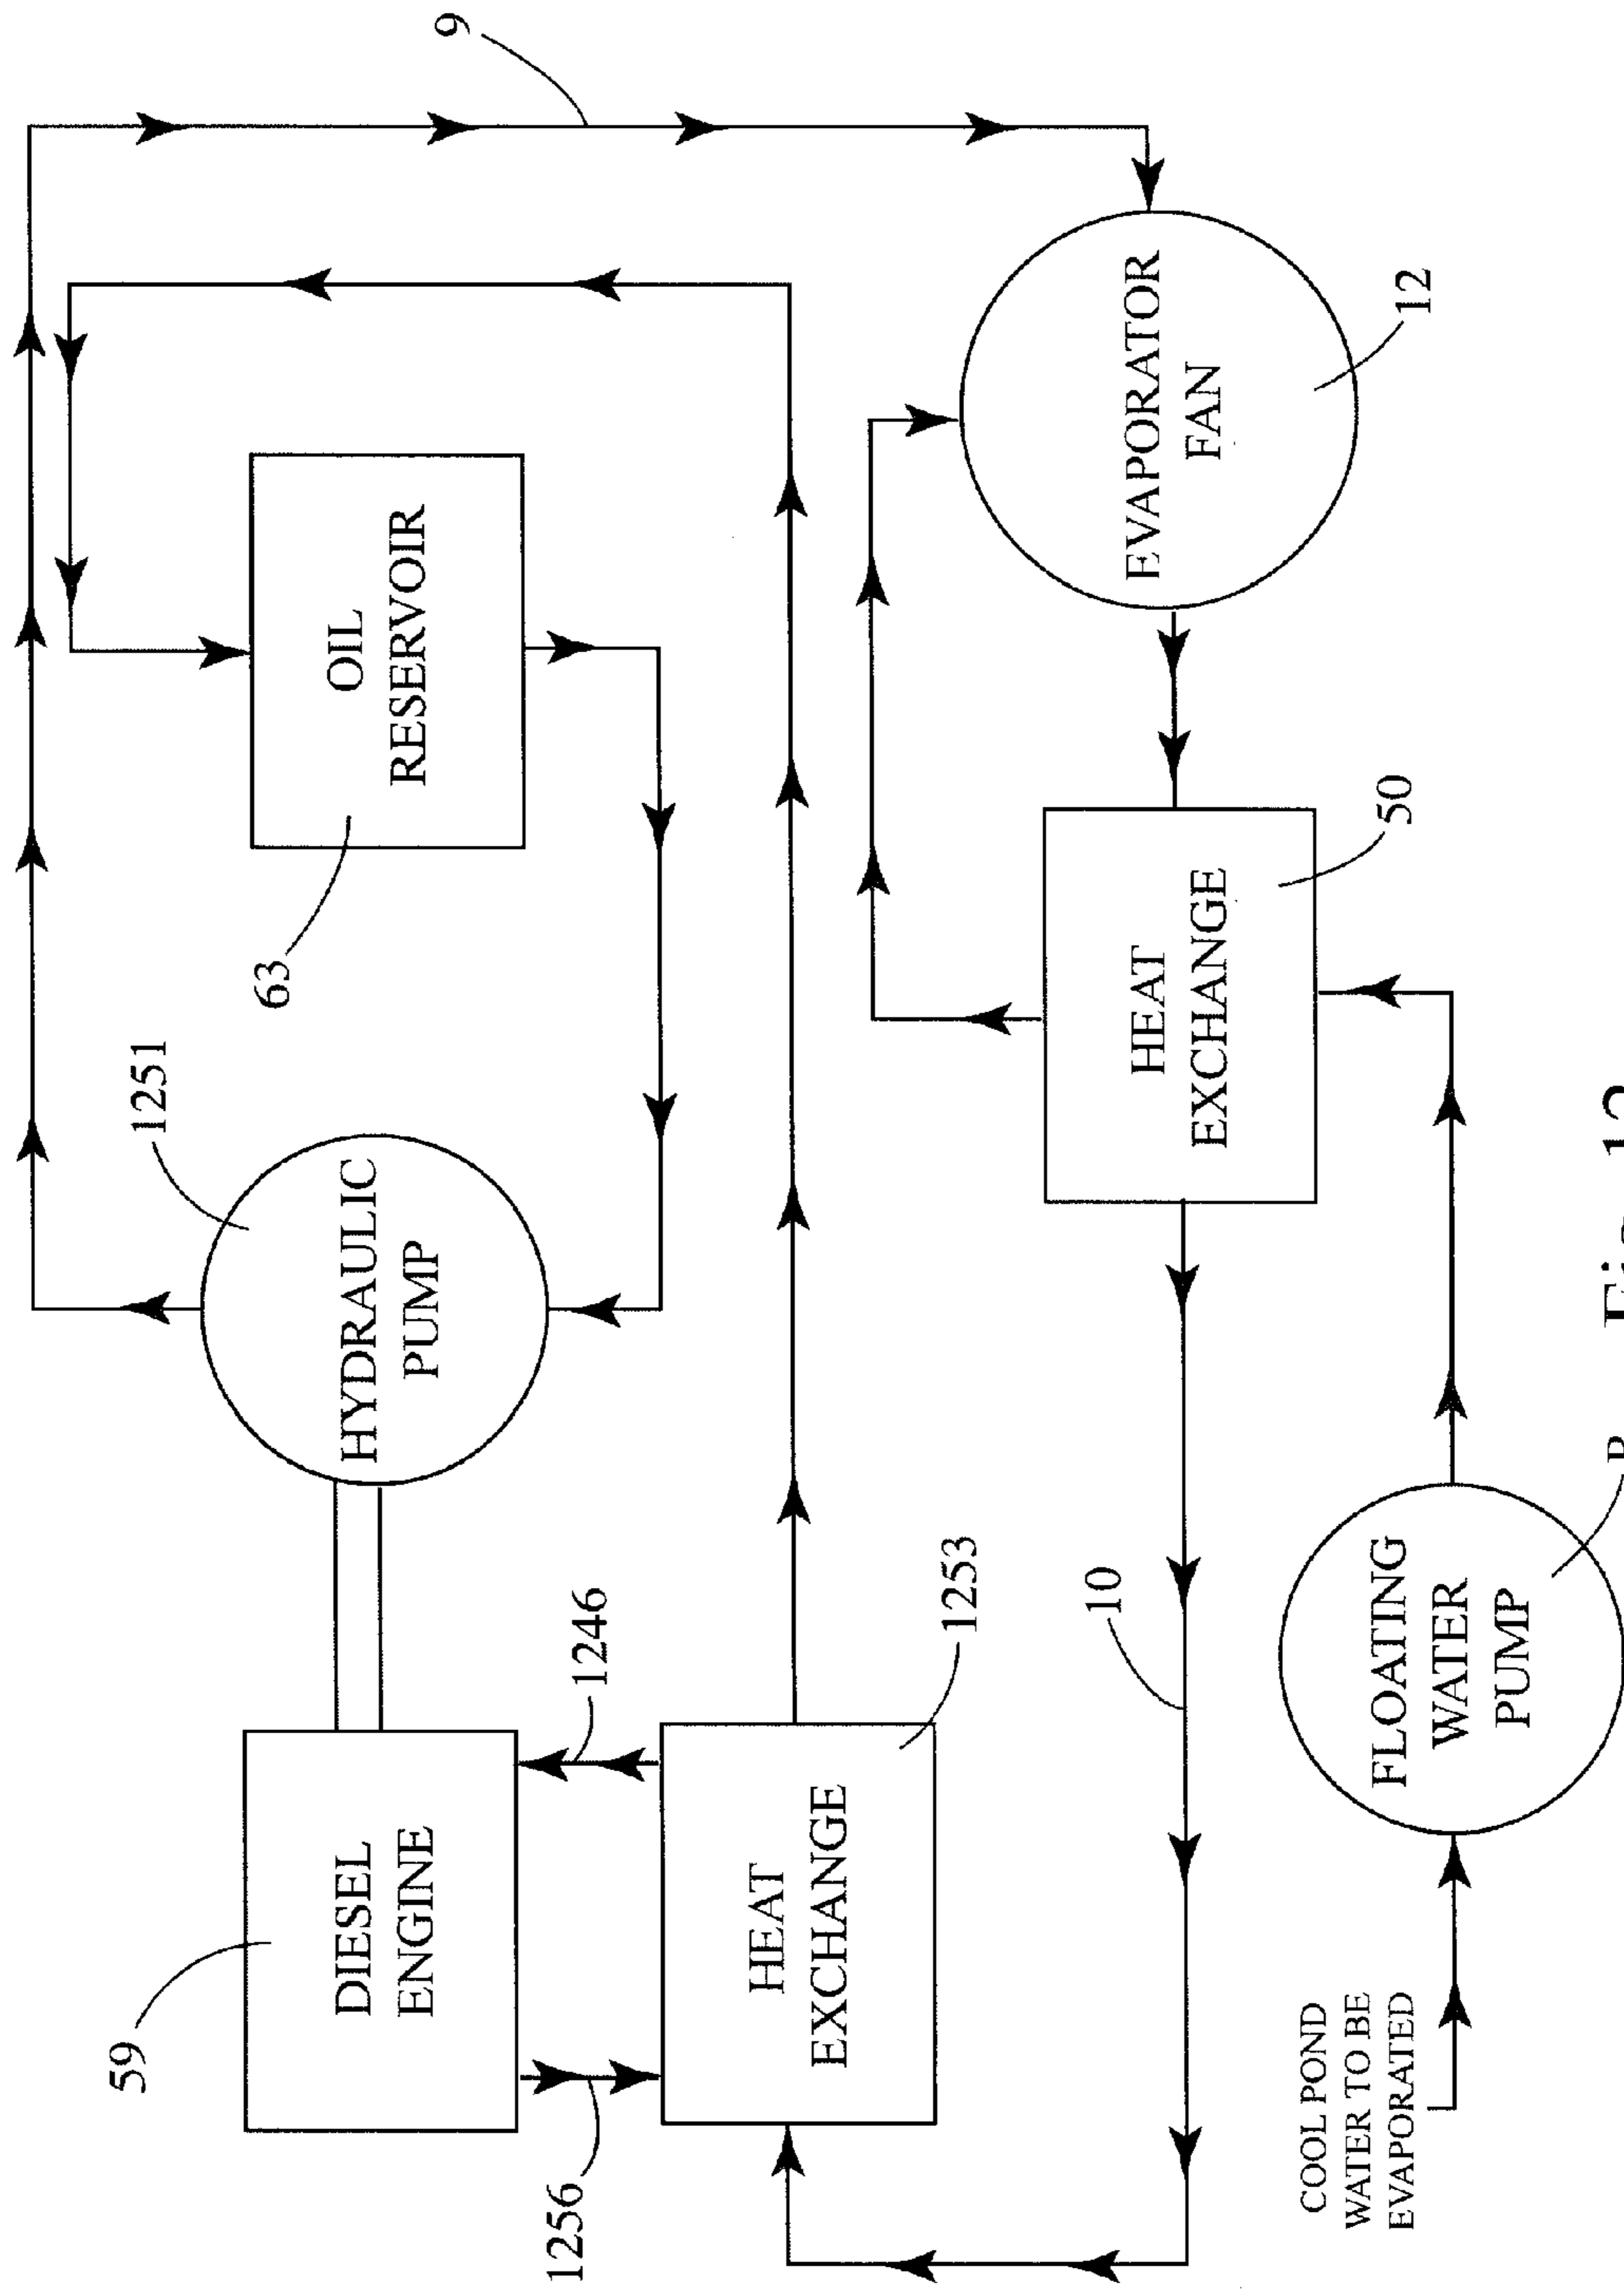 59
DIESEL
ENGINE
1251
HYDRAULIC
PUMP
63
OIL
RESERVOIR
9
1256
1246
HEAT
EXCHANGE
1253
10
HEAT
EXCHANGE
50
EVAPORATOR
FAN
12
COOL POND
WATER TO BE
EVAPORATED
FLOATING
WATER
PUMP